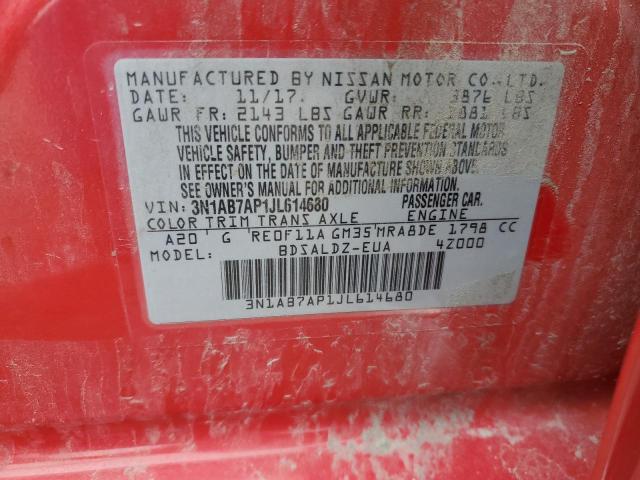 MANUFACTURED BY NISSAN MOTOR CO.,LTD.
DATE: 11/17. GVWR: 3876 LBS
GAWR FR: 2143 LBS GAWR RR: 1881 LBS
THIS VEHICLE CONFORMS TO ALL APPLICABLE FEDERAL MOTOR
VEHICLE SAFETY, BUMPER AND THEFT PREVENTION STANDARDS
IN EFFECT ON THE DATE OF MANUFACTURE SHOWN ABOVE.
SEE OWNER'S MANUAL FOR MORE INFORMATION.
VIN: 3N1AB7AP1JL614680 PASSENGER CAR.
COLOR TRIM TRANS AXLE ENGINE
A20 G RE0F11A GM35 MRA8DE 1798 CC
MODEL: BDSALDZ-EUA 4Z000
3N1AB7AP1JL614680